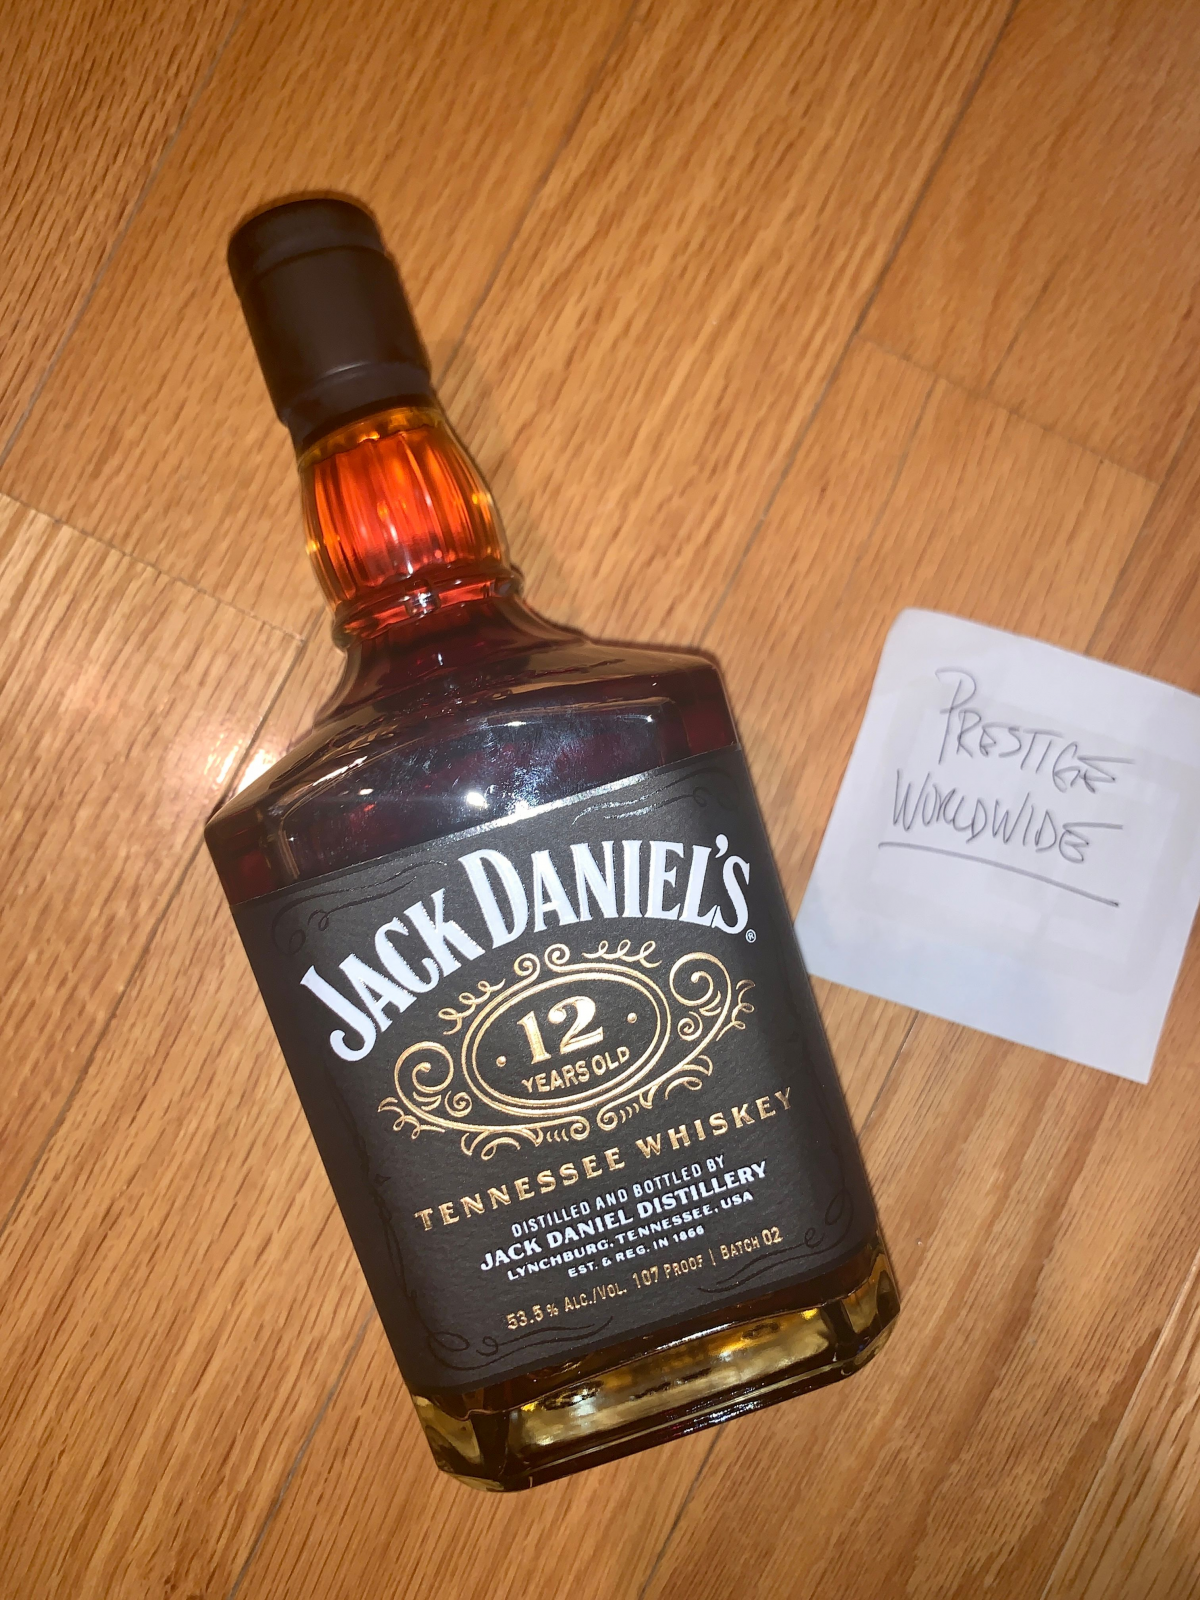 JACK DANIEL'S®
· 12 ·
YEARS OLD
TENNESSEE WHISKEY
DISTILLED AND BOTTLED BY
JACK DANIEL DISTILLERY
LYNCHBURG, TENNESSEE, USA
EST. & REG. IN 1866
53.5% ALC./VOL. 107 PROOF | BATCH 02
PRESTIGE
WORLDWIDE